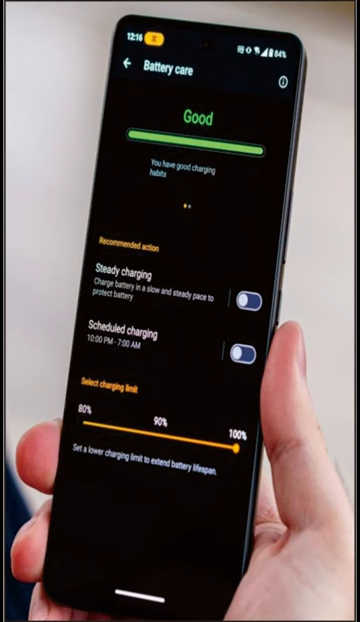 12:16
84%
Battery care
Good
You have good charging
habits
Recommended action
Steady charging
Charge battery in a slow and steady pace to
protect battery
Scheduled charging
10:00 PM - 7:00 AM
Select charging limit
80%
90%
100%
Set a lower charging limit to extend battery lifespan.